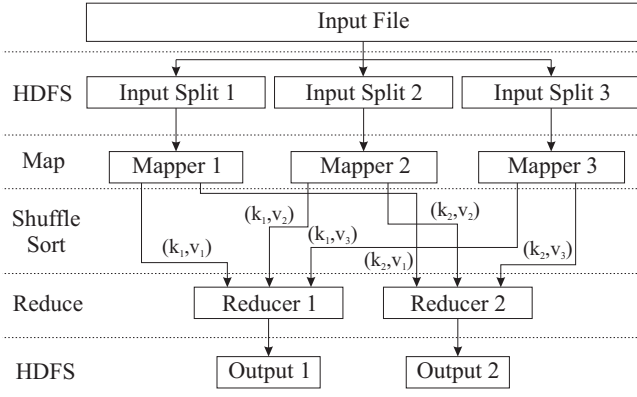 Input File
HDFS
Input Split 1 Input Split 2 Input Split 3
Map
Mapper 1 Mapper 2 Mapper 3
Shuffle
Sort
(k₁,v₂) (k₂,v₂)
(k₁,v₁) (k₁,v₃) (k₂,v₁) (k₂,v₃)
Reduce
Reducer 1 Reducer 2
HDFS
Output 1 Output 2